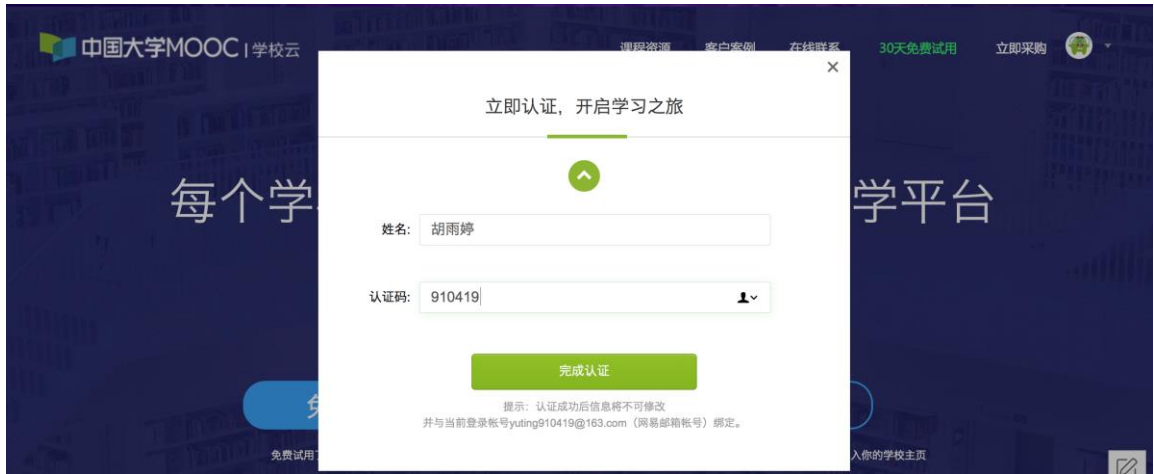 中国大学MOOC | 学校云
课程资源 客户案例 在线联系 30天免费试用 立即采购
立即认证，开启学习之旅
每个学
学平台
姓名: 胡雨婷
认证码: 910419
完成认证
提示：认证成功后信息将不可修改
并与当前登录帐号yuting910419@163.com（网易邮箱帐号）绑定。
免费试用
入你的学校主页